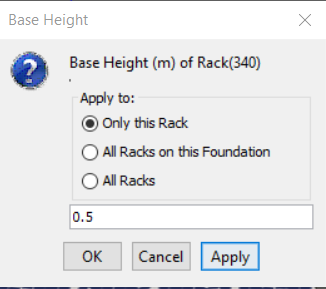 Base Height
Base Height (m) of Rack(340)
Apply to:
Only this Rack
All Racks on this Foundation
All Racks
0.5
OK Cancel Apply